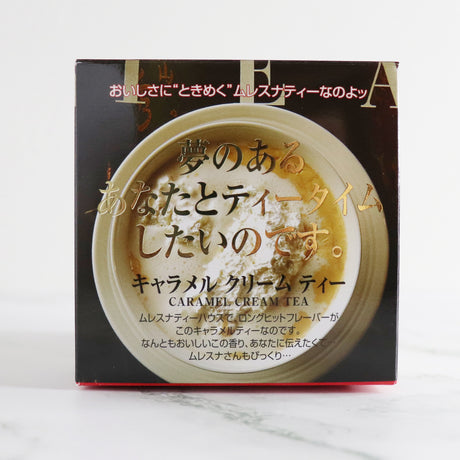 T E A
おいしさに“ときめく”ムレスナティーなのよッ
夢のある
あなたとティータイム
したいのです。
キャラメル クリーム ティー
CARAMEL CREAM TEA
ムレスナティーハウスで、ロングヒットフレーバーが
このキャラメルティーなのです。
なんともおいしいこの香り、あなたに伝えたくて…
ムレスナさんもびっくり…